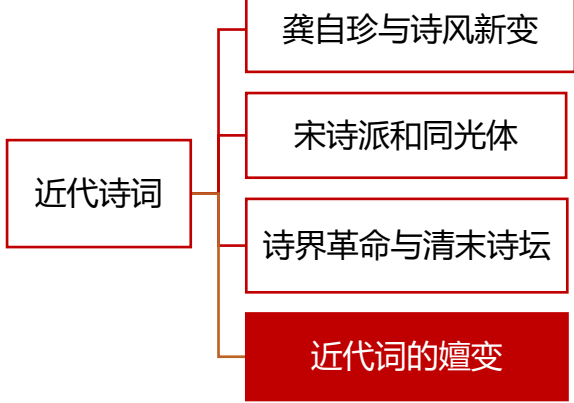 近代诗词
龚自珍与诗风新变
宋诗派和同光体
诗界革命与清末诗坛
近代词的嬗变